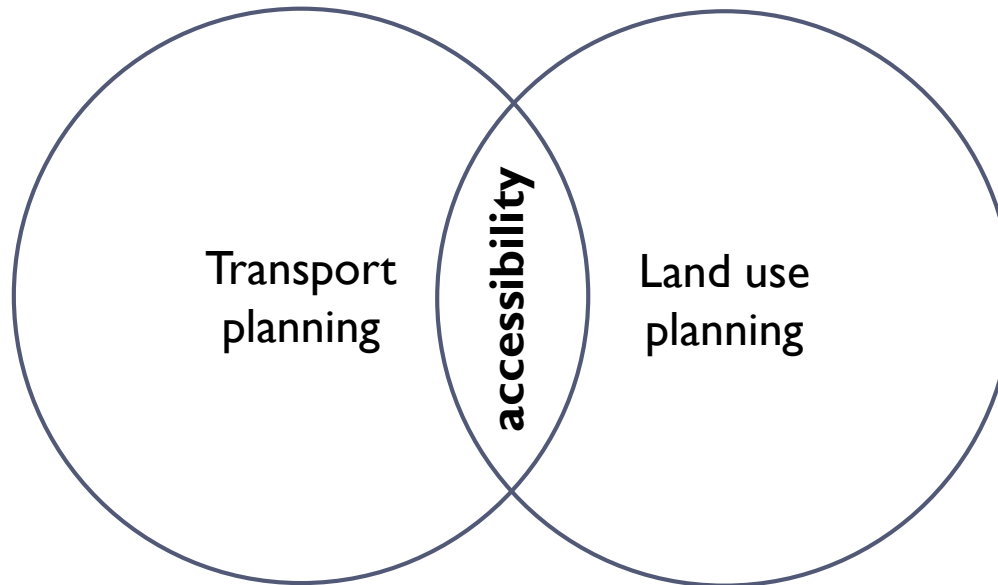 Transport
planning
accessibility
Land use
planning